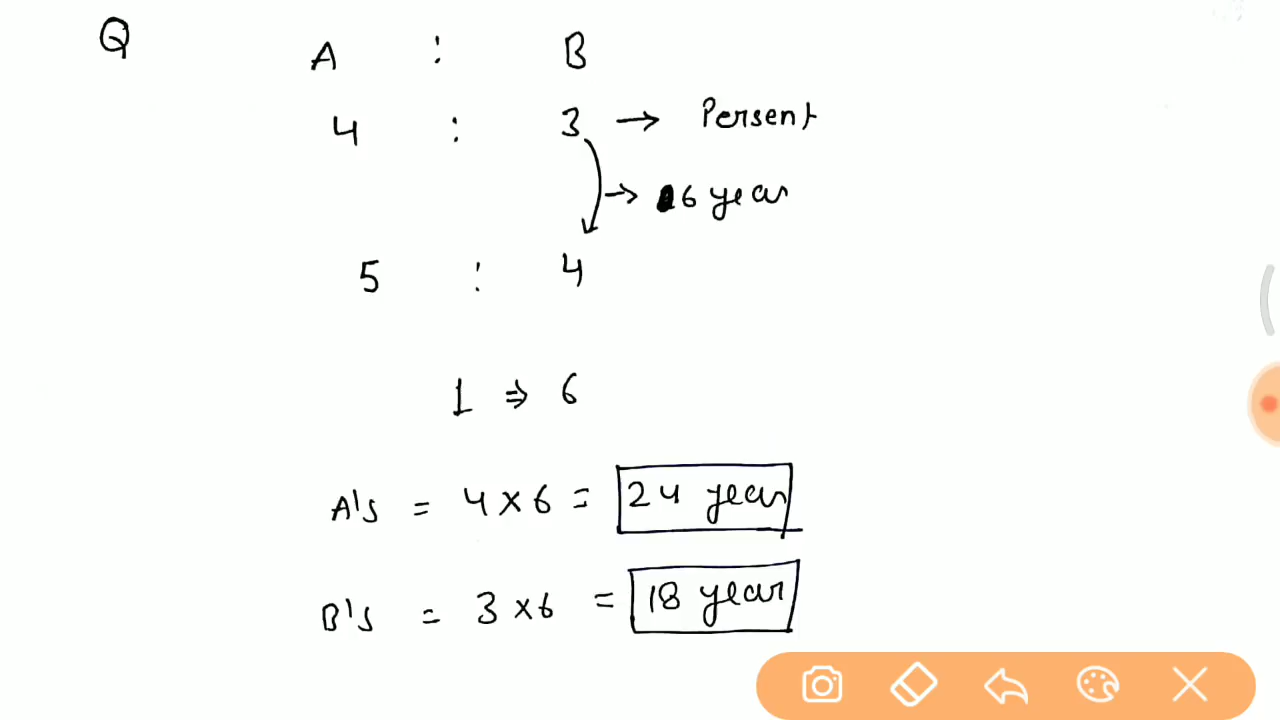 Q
A : B
4 : 3 → Persent
→ 6 year
5 : 4
1 ⇒ 6
A's = 4 × 6 = 24 year
B's = 3 × 6 = 18 year